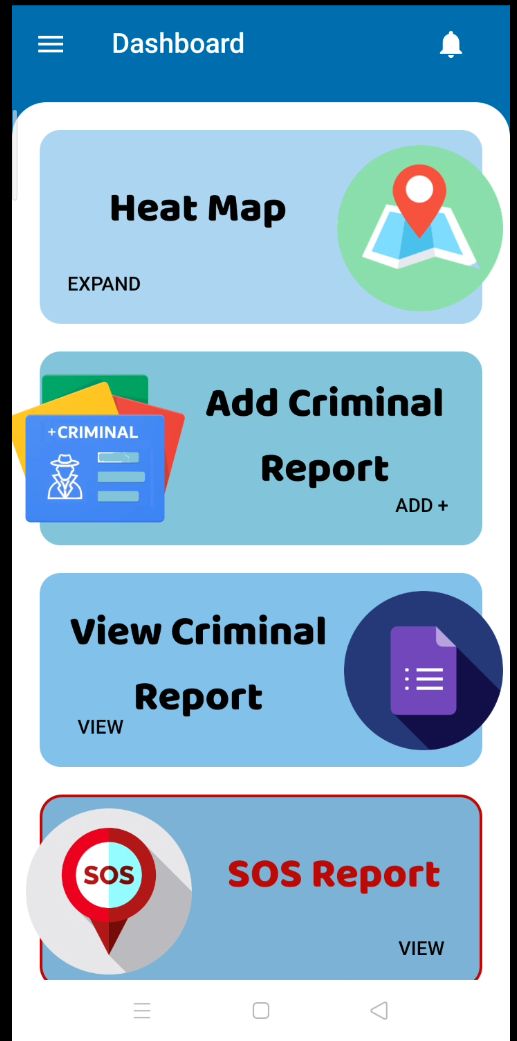 Dashboard
Heat Map
EXPAND
+CRIMINAL
Add Criminal
Report
ADD +
View Criminal
Report
VIEW
SOS
SOS Report
VIEW